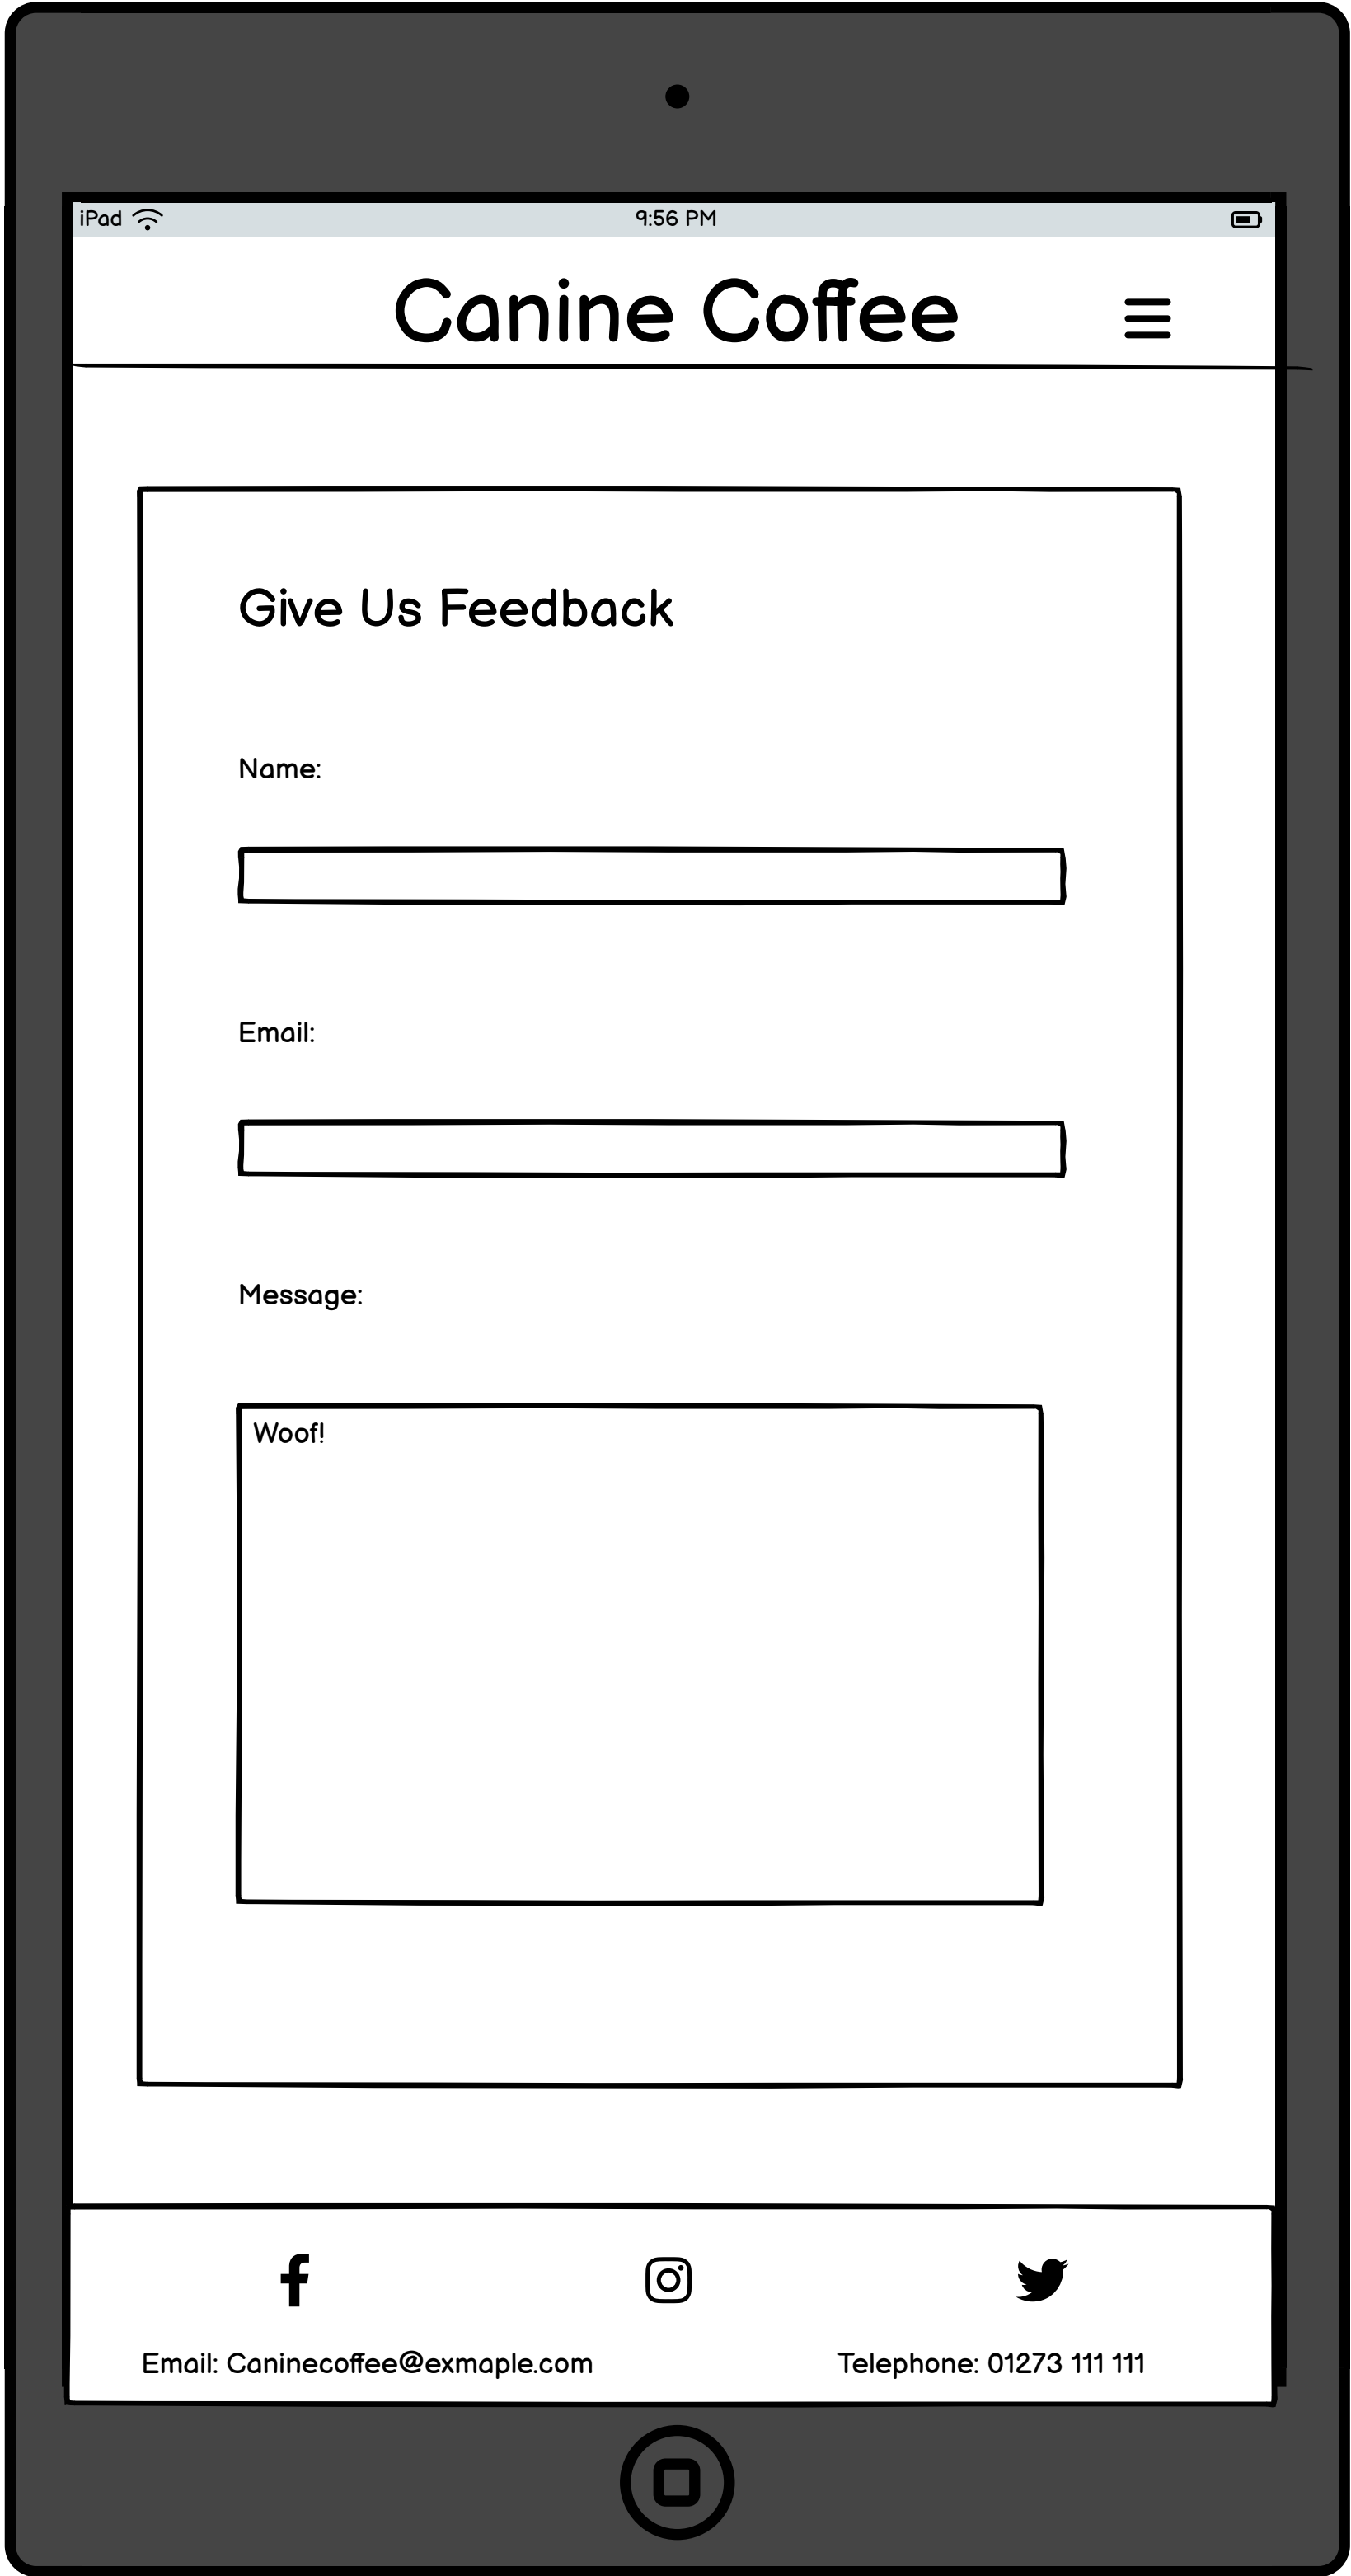 iPad 9:56 PM
Canine Coffee
Give Us Feedback
Name:
Email:
Message:
Woof!
Email: Caninecoffee@exmaple.com Telephone: 01273 111 111